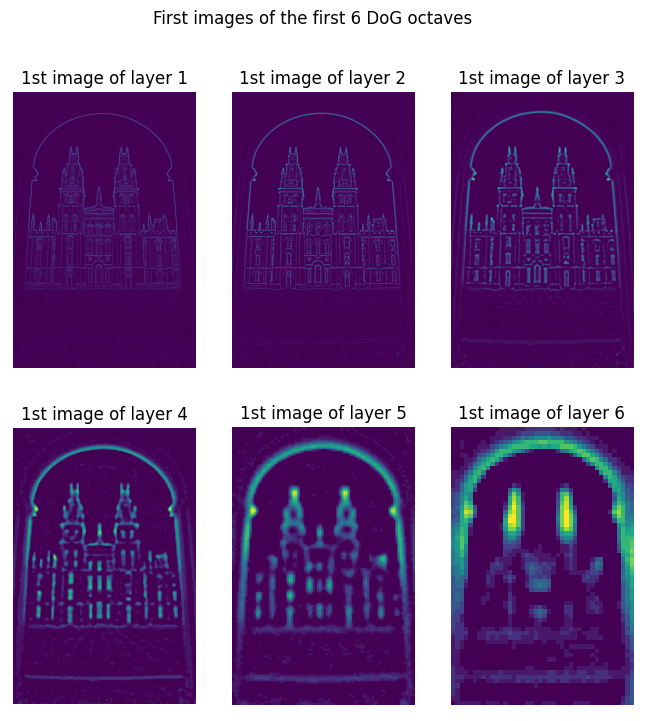 First images of the first 6 DoG octaves
1st image of layer 1
1st image of layer 2
1st image of layer 3
1st image of layer 4
1st image of layer 5
1st image of layer 6